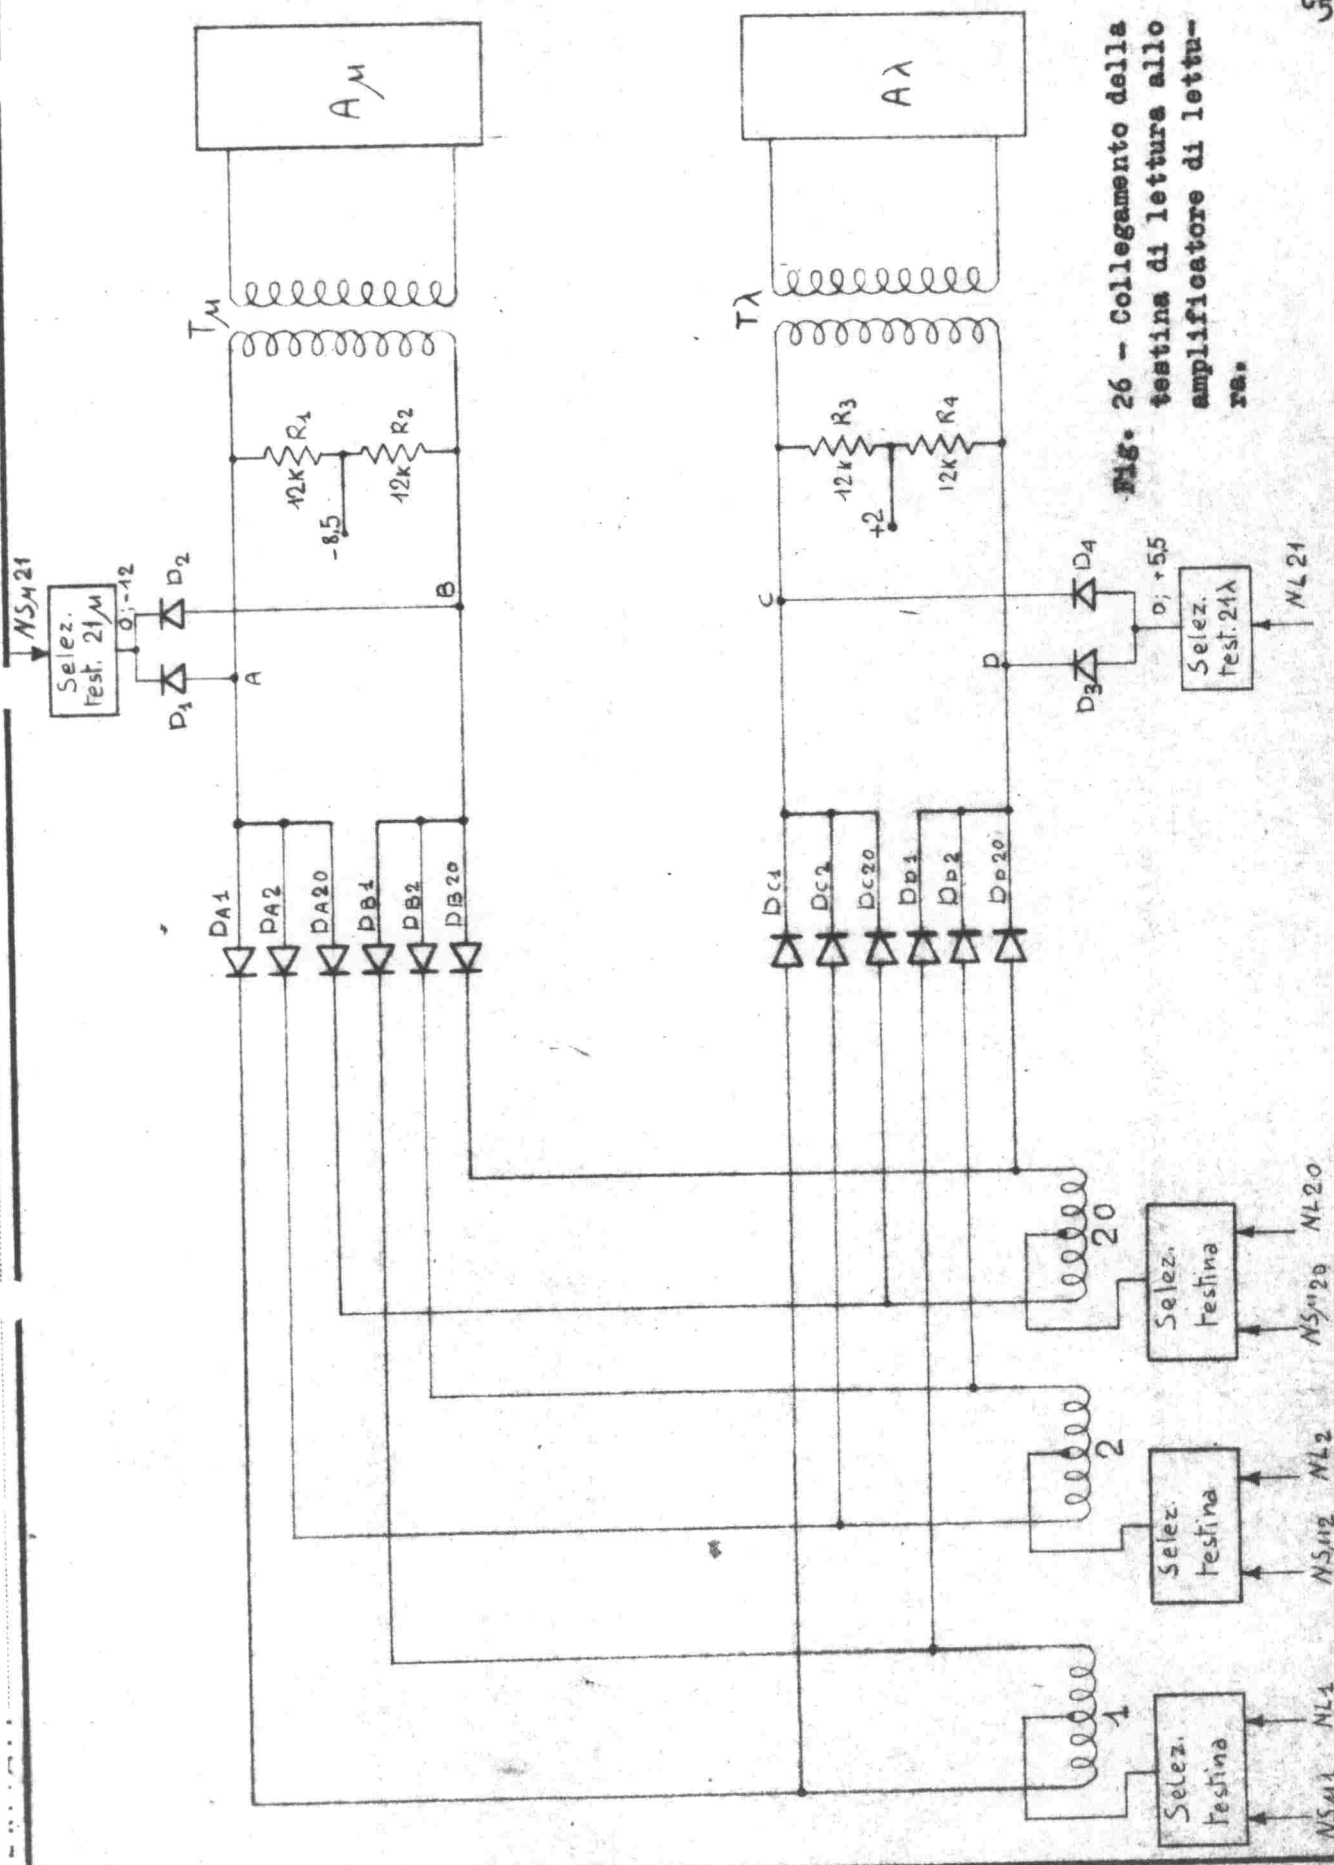 NSμ21
Selez.
test. 21μ
0; -12
D1
D2
A
B
Tμ
Aμ
R1
12K
R2
12K
-8,5
DA1
DA2
DA20
DB1
DB2
DB20
C
D
Tλ
Aλ
R3
12K
R4
12K
+2
DC1
DC2
DC20
DD1
DD2
DD20
D3
D4
0; +5,5
Selez.
test. 21λ
NL21
1
Selez.
testina
NSμ1
NL1
2
Selez.
testina
NSμ2
NL2
20
Selez.
testina
NSμ20
NL20
Fig. 26 - Collegamento della
testina di lettura allo
amplificatore di lettu-
ra.